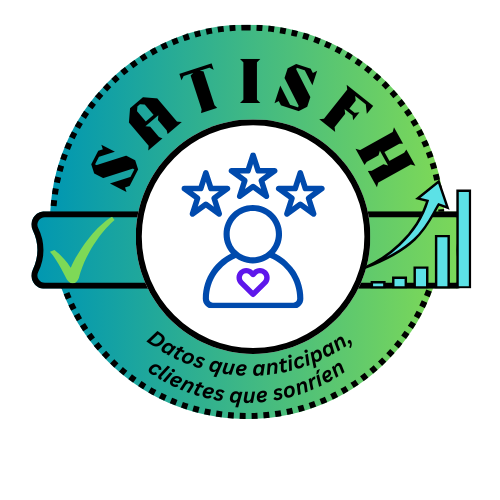 SATISFH
Datos que anticipan,
clientes que sonríen